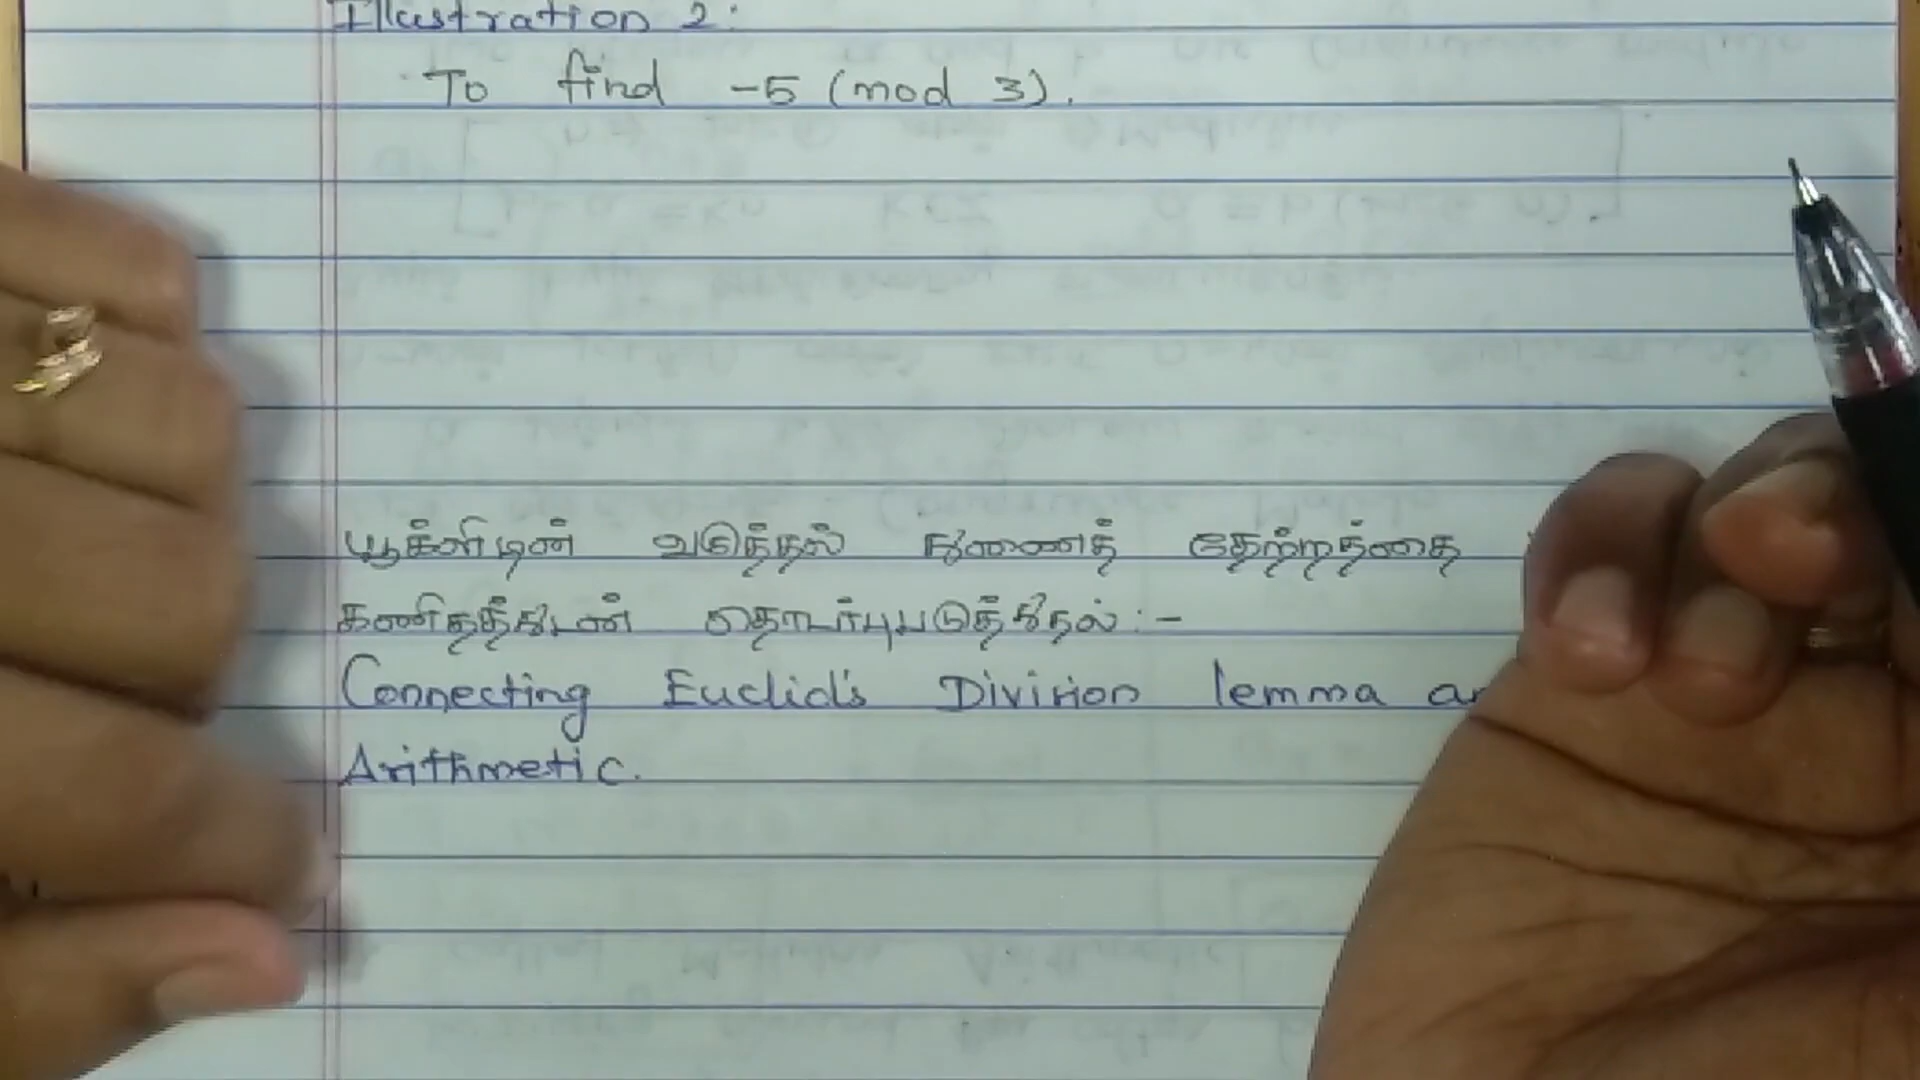 Illustration 2:
To find -5 (mod 3).
யூக்ளிடின் வகுத்தல் துணைத் தேற்றத்தை
கணிதத்துடன் தொடர்புபடுத்துதல் :-
Connecting Euclid's Division lemma
Arithmetic.